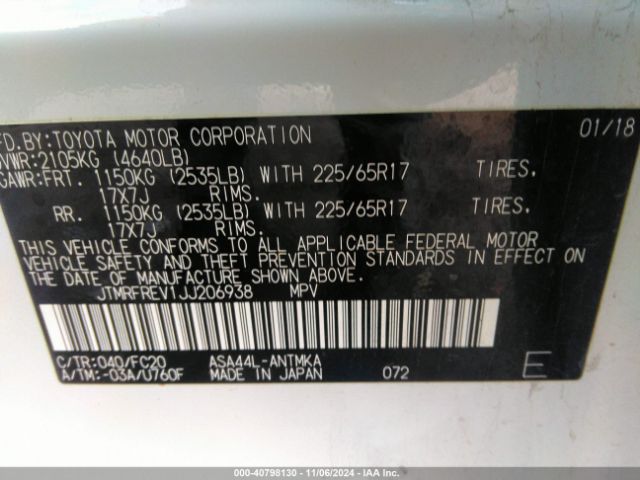 FD.BY:TOYOTA MOTOR CORPORATION 01/18
VWR:2105KG (4640LB)
GAWR:FRT. 1150KG (2535LB) WITH 225/65R17 TIRES,
17X7J RIMS.
RR. 1150KG (2535LB) WITH 225/65R17 TIRES,
17X7J RIMS.
THIS VEHICLE CONFORMS TO ALL APPLICABLE FEDERAL MOTOR
VEHICLE SAFETY AND THEFT PREVENTION STANDARDS IN EFFECT ON
THE DATE OF MANUFACTURE SHOWN ABOVE.
JTMRFREV1JJ206938 MPV
C/TR:040/FC20 ASA44L-ANTMKA
A/TM:-03A/U760F MADE IN JAPAN 072 E
000-40798130 - 11/06/2024 - IAAI.com